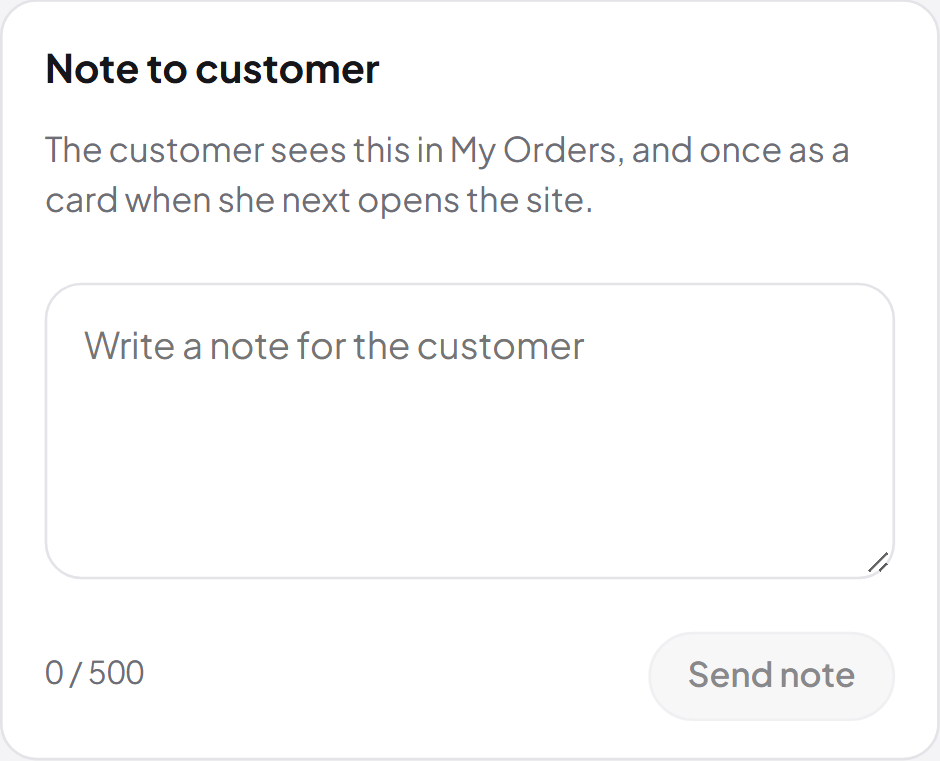 Note to customer
The customer sees this in My Orders, and once as a
card when she next opens the site.
Write a note for the customer
0 / 500
Send note